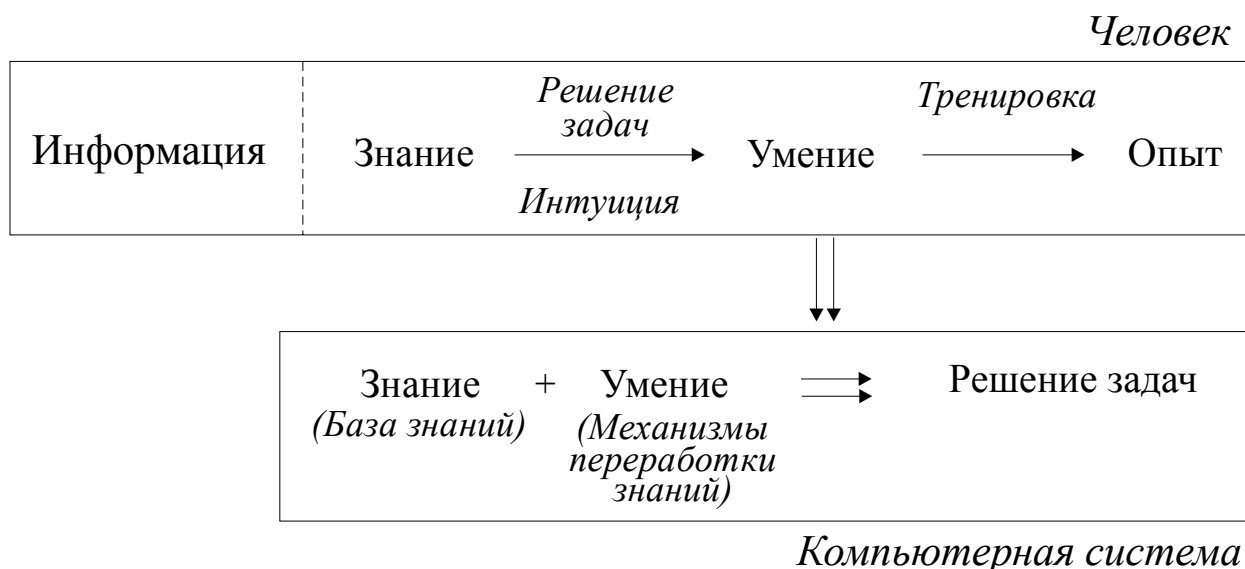 Человек
Решение
задач
Тренировка
Информация Знание Умение Опыт
Интуиция
Знание + Умение Решение задач
(База знаний) (Механизмы
переработки
знаний)
Компьютерная система